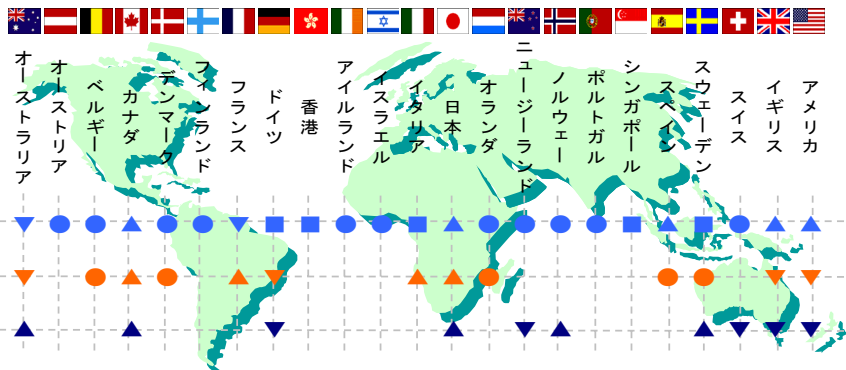 オーストラリア
オーストリア
ベルギー
カナダ
デンマーク
フィンランド
フランス
ドイツ
香港
アイルランド
イスラエル
イタリア
日本
オランダ
ニュージーランド
ノルウェー
ポルトガル
シンガポール
スペイン
スウェーデン
スイス
イギリス
アメリカ